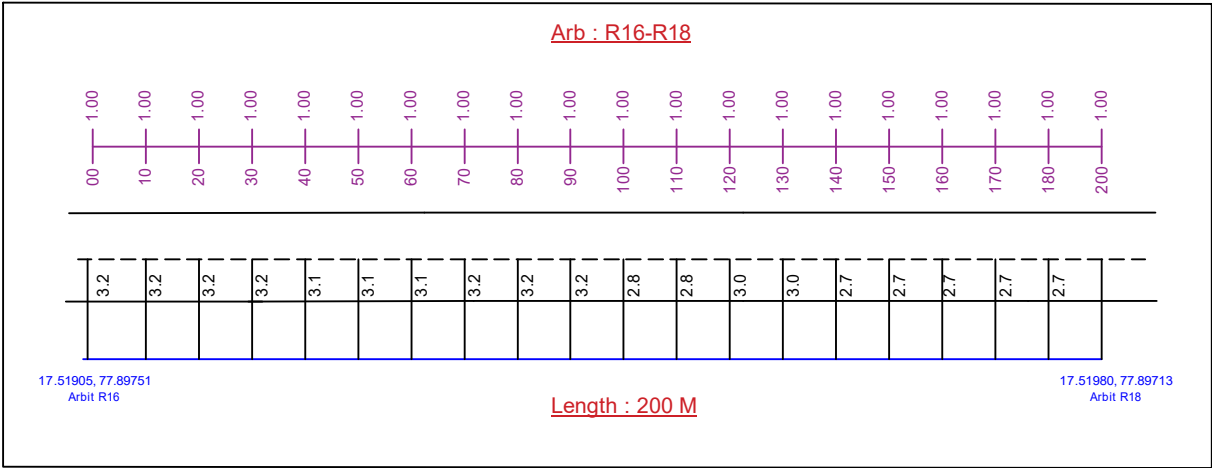 Arb : R16-R18
1.00 1.00 1.00 1.00 1.00 1.00 1.00 1.00 1.00 1.00 1.00 1.00 1.00 1.00 1.00 1.00 1.00 1.00 1.00 1.00
00 10 20 30 40 50 60 70 80 90 100 110 120 130 140 150 160 170 180 200
3.2 3.2 3.2 3.2 3.1 3.1 3.1 3.2 3.2 3.2 2.8 2.8 3.0 3.0 2.7 2.7 2.7 2.7 2.7
17.51905, 77.89751
Arbit R16
17.51980, 77.89713
Arbit R18
Length : 200 M